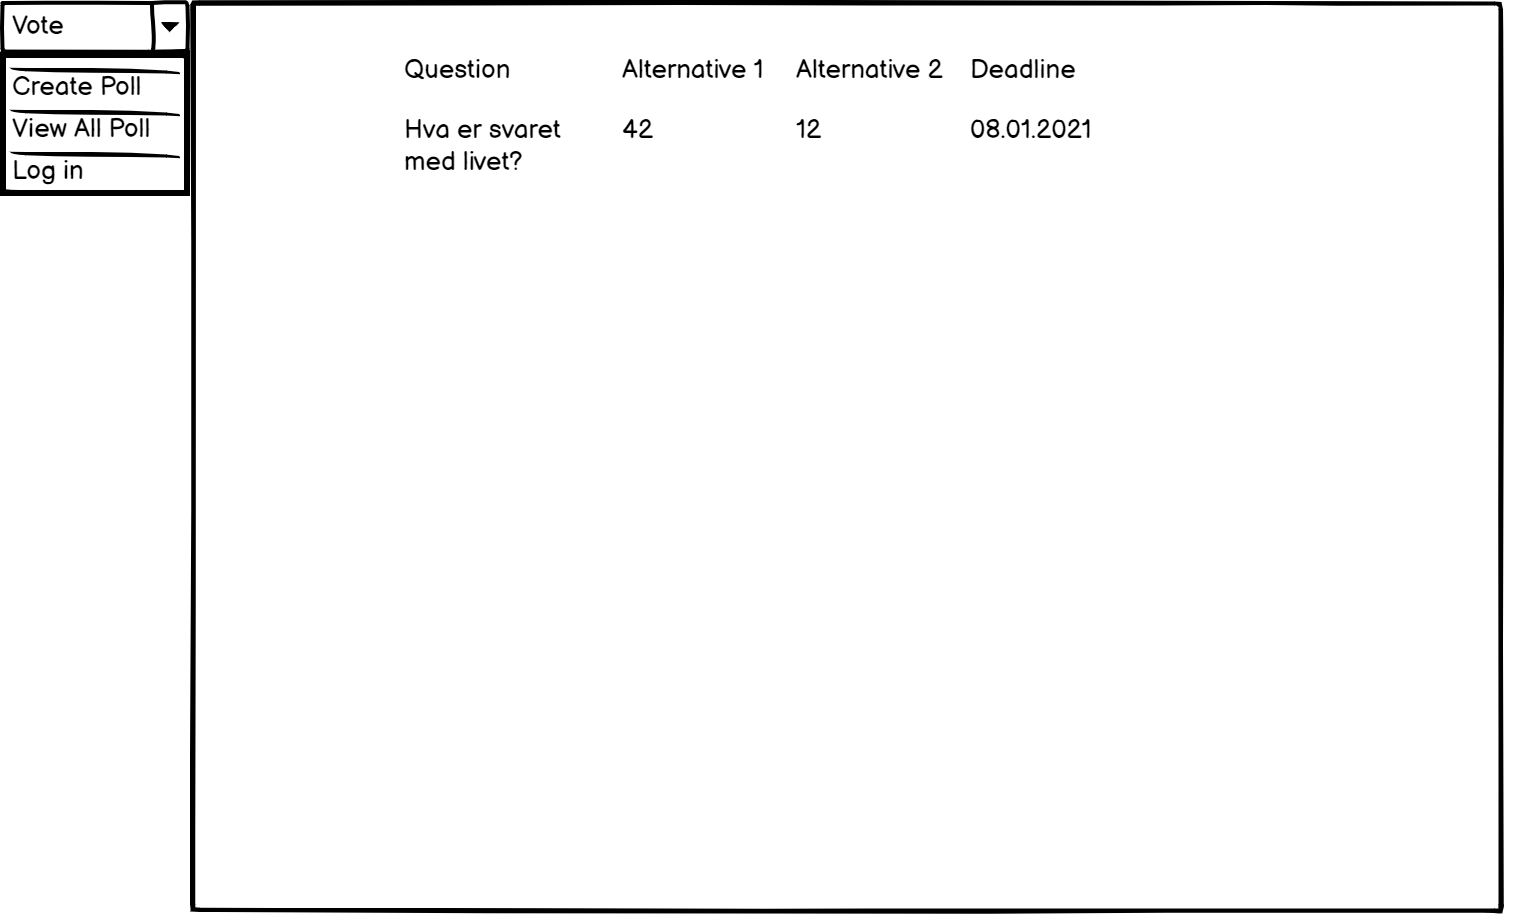 Vote
Create Poll
View All Poll
Log in
Question Alternative 1 Alternative 2 Deadline
Hva er svaret 42 12 08.01.2021
med livet?